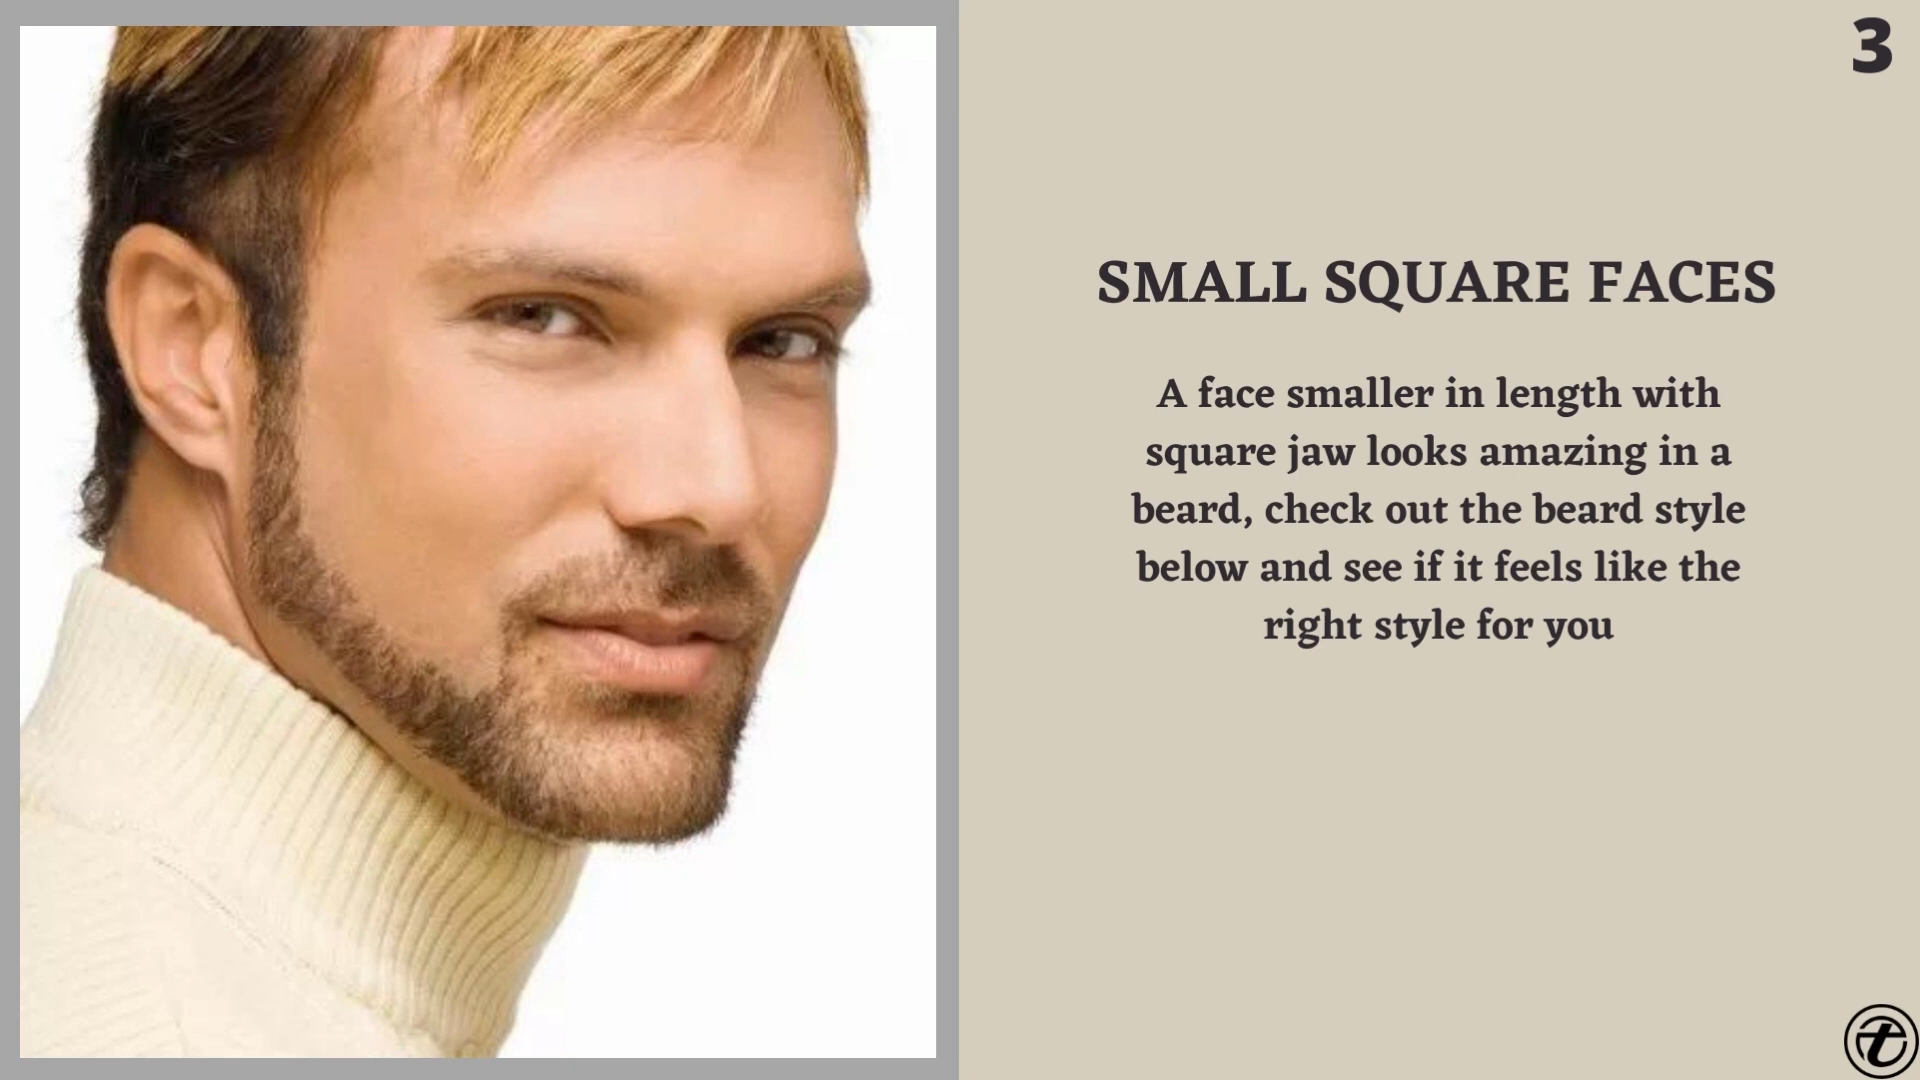 3
SMALL SQUARE FACES
A face smaller in length with
square jaw looks amazing in a
beard, check out the beard style
below and see if it feels like the
right style for you
t